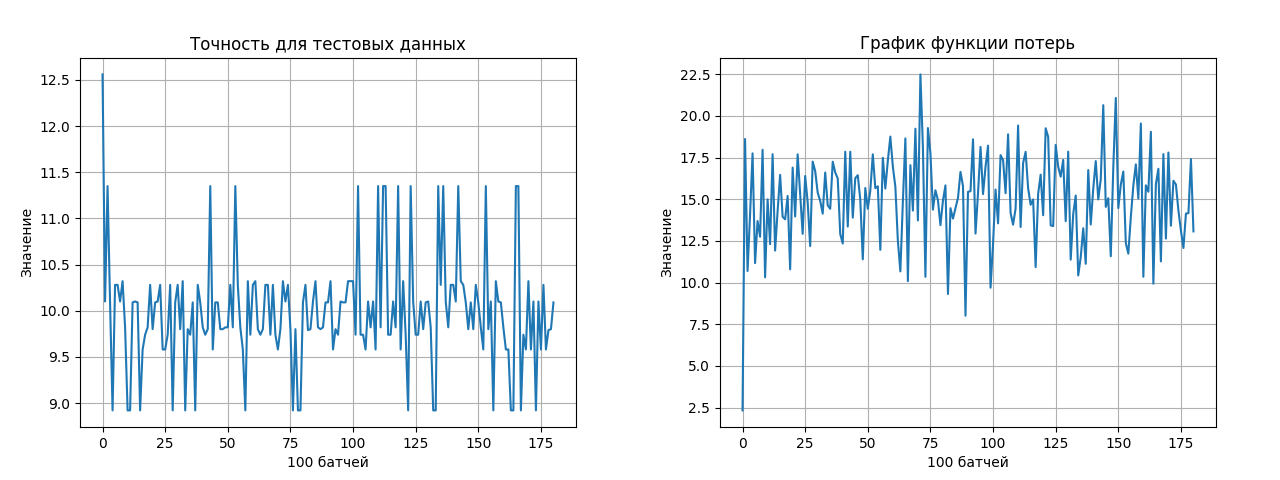 Точность для тестовых данных
Значение
12.5
12.0
11.5
11.0
10.5
10.0
9.5
9.0
0 25 50 75 100 125 150 175
100 батчей
График функции потерь
Значение
22.5
20.0
17.5
15.0
12.5
10.0
7.5
5.0
2.5
0 25 50 75 100 125 150 175
100 батчей